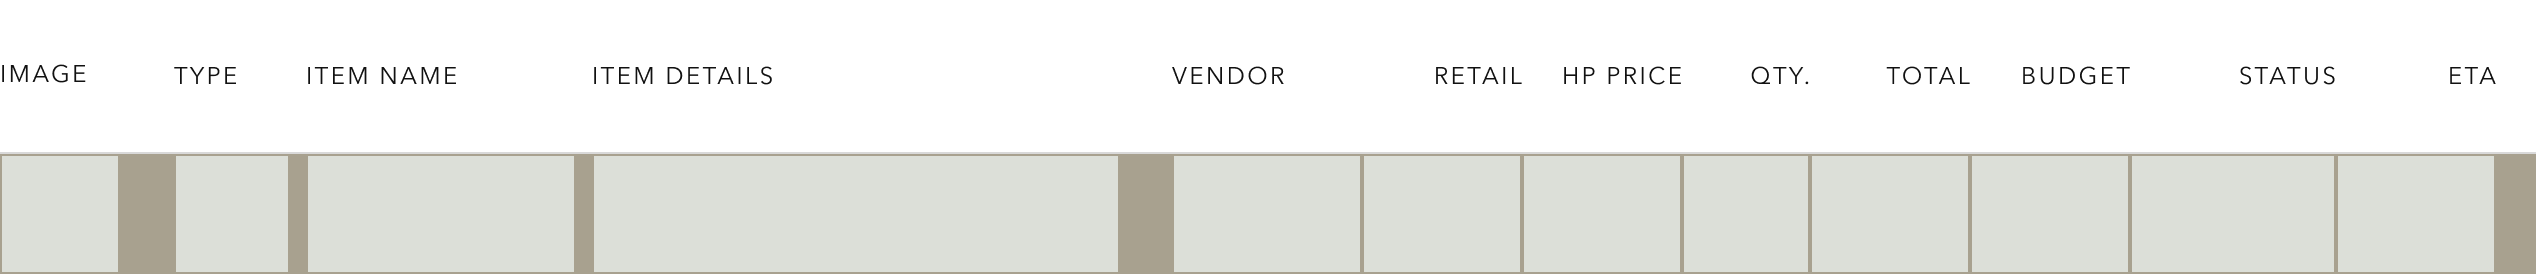 IMAGE TYPE ITEM NAME ITEM DETAILS VENDOR RETAIL HP PRICE QTY. TOTAL BUDGET STATUS ETA